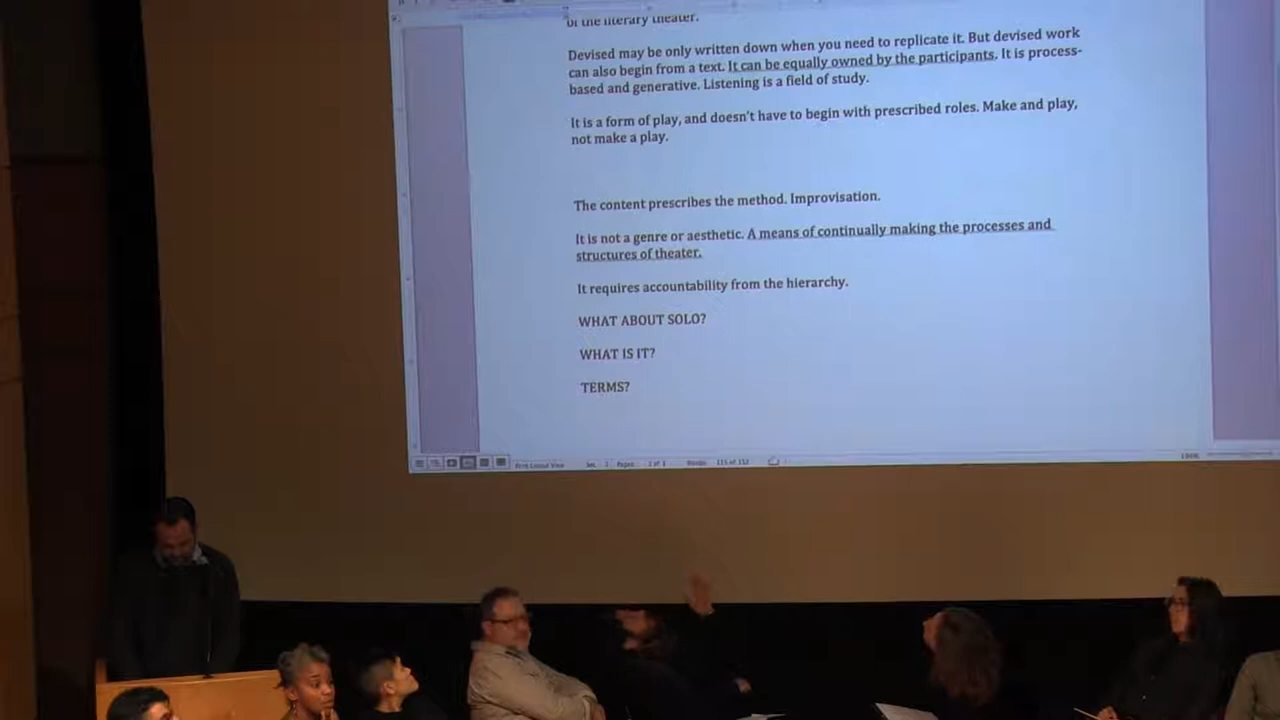 of the literary theater.
Devised may be only written down when you need to replicate it. But devised work
can also begin from a text. It can be equally owned by the participants. It is process-
based and generative. Listening is a field of study.
It is a form of play, and doesn't have to begin with prescribed roles. Make and play,
not make a play.
The content prescribes the method. Improvisation.
It is not a genre or aesthetic. A means of continually making the processes and
structures of theater.
It requires accountability from the hierarchy.
WHAT ABOUT SOLO?
WHAT IS IT?
TERMS?
Print Layout View